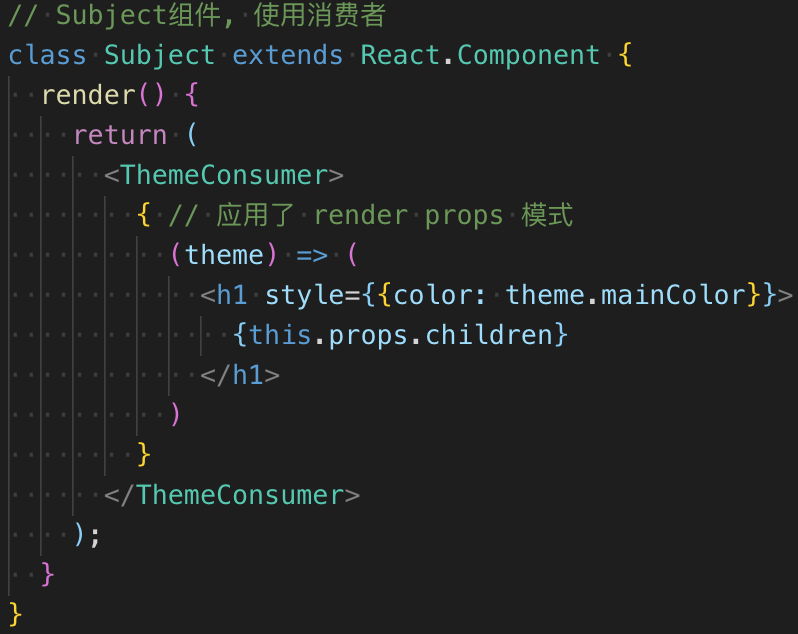 // Subject组件, 使用消费者
class Subject extends React.Component {
  render() {
    return (
      <ThemeConsumer>
        { // 应用了 render props 模式
          (theme) => (
            <h1 style={{color: theme.mainColor}}>
              {this.props.children}
            </h1>
          )
        }
      </ThemeConsumer>
    );
  }
}